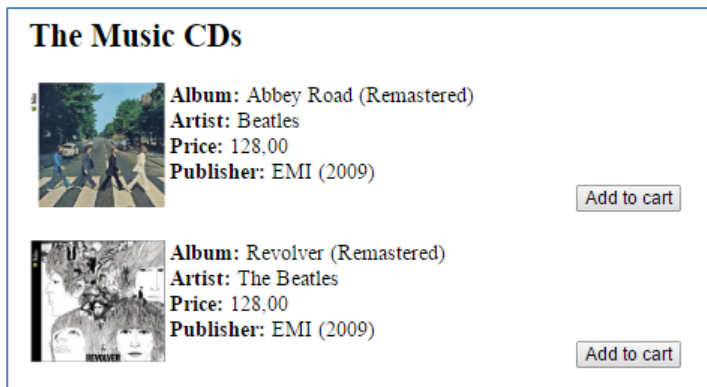 The Music CDs
Album: Abbey Road (Remastered)
Artist: Beatles
Price: 128,00
Publisher: EMI (2009)
Add to cart
Album: Revolver (Remastered)
Artist: The Beatles
Price: 128,00
Publisher: EMI (2009)
REVOLVER
Add to cart